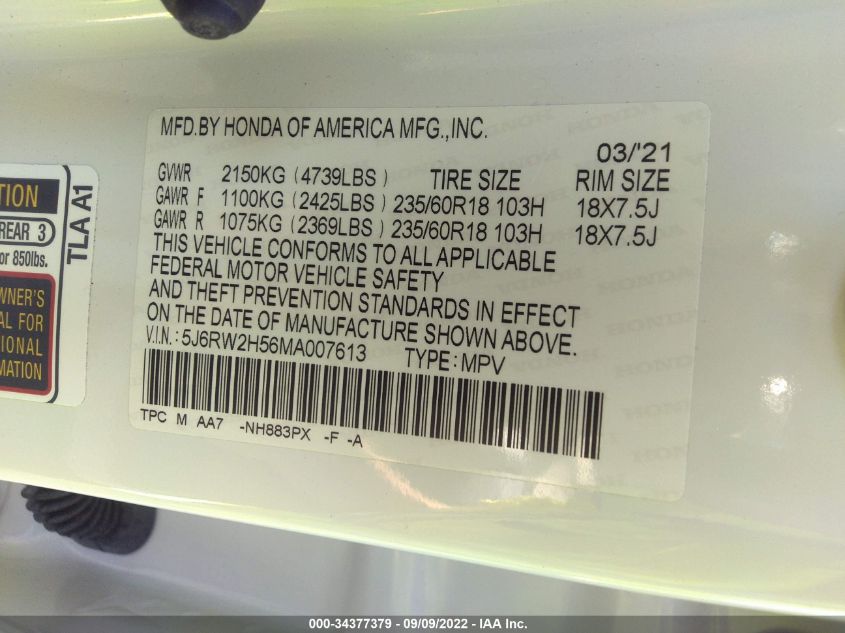 MFD.BY HONDA OF AMERICA MFG.,INC.
03/'21
GVWR 2150KG (4739LBS) TIRE SIZE RIM SIZE
GAWR F 1100KG (2425LBS) 235/60R18 103H 18X7.5J
GAWR R 1075KG (2369LBS) 235/60R18 103H 18X7.5J
THIS VEHICLE CONFORMS TO ALL APPLICABLE
FEDERAL MOTOR VEHICLE SAFETY
AND THEFT PREVENTION STANDARDS IN EFFECT
ON THE DATE OF MANUFACTURE SHOWN ABOVE.
V.I.N.: 5J6RW2H56MA007613 TYPE: MPV
TPC M AA7 -NH883PX -F -A
TION
REAR 3
or 850lbs.
TLA A1
WNER'S
AL FOR
IONAL
MATION
HONDA
000-34377379 - 09/09/2022 - IAA Inc.